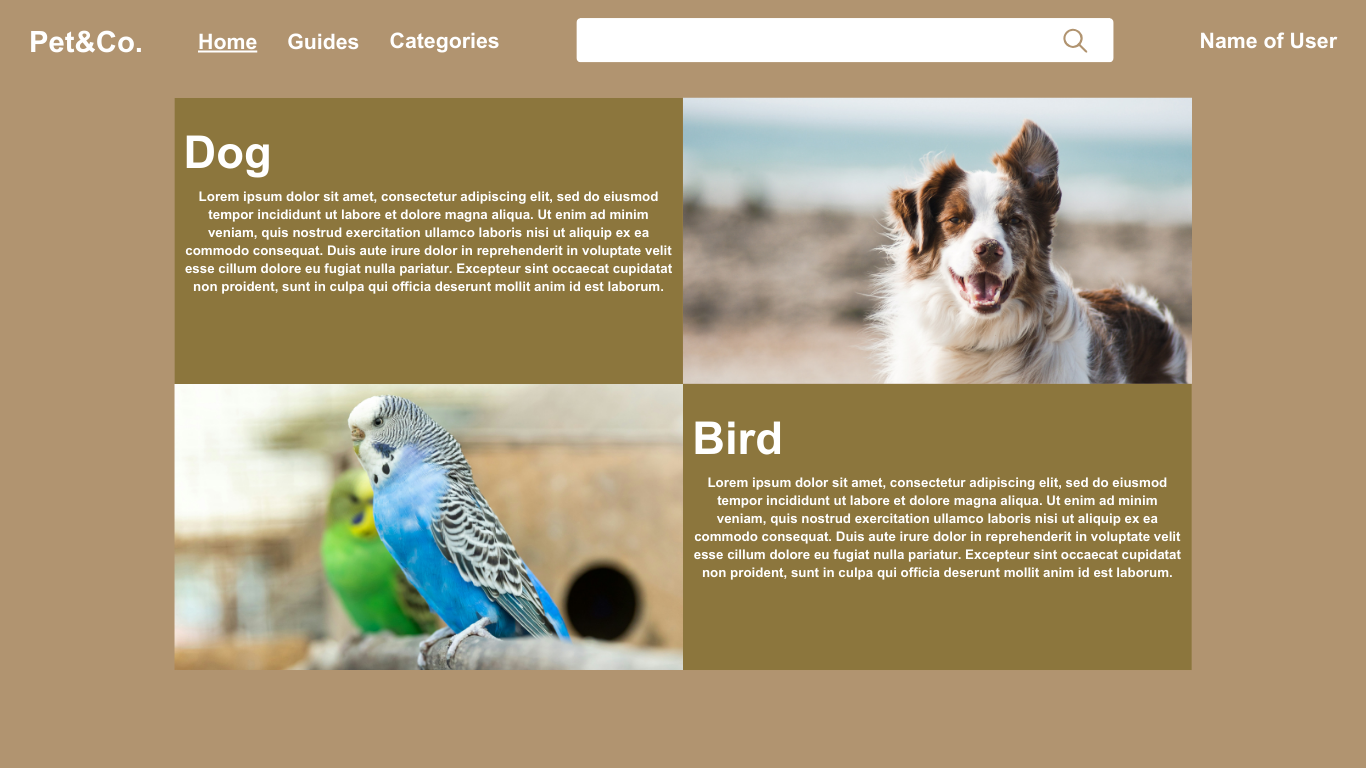 Pet&Co. Home Guides Categories Name of User
Dog
Lorem ipsum dolor sit amet, consectetur adipiscing elit, sed do eiusmod
tempor incididunt ut labore et dolore magna aliqua. Ut enim ad minim
veniam, quis nostrud exercitation ullamco laboris nisi ut aliquip ex ea
commodo consequat. Duis aute irure dolor in reprehenderit in voluptate velit
esse cillum dolore eu fugiat nulla pariatur. Excepteur sint occaecat cupidatat
non proident, sunt in culpa qui officia deserunt mollit anim id est laborum.
Bird
Lorem ipsum dolor sit amet, consectetur adipiscing elit, sed do eiusmod
tempor incididunt ut labore et dolore magna aliqua. Ut enim ad minim
veniam, quis nostrud exercitation ullamco laboris nisi ut aliquip ex ea
commodo consequat. Duis aute irure dolor in reprehenderit in voluptate velit
esse cillum dolore eu fugiat nulla pariatur. Excepteur sint occaecat cupidatat
non proident, sunt in culpa qui officia deserunt mollit anim id est laborum.